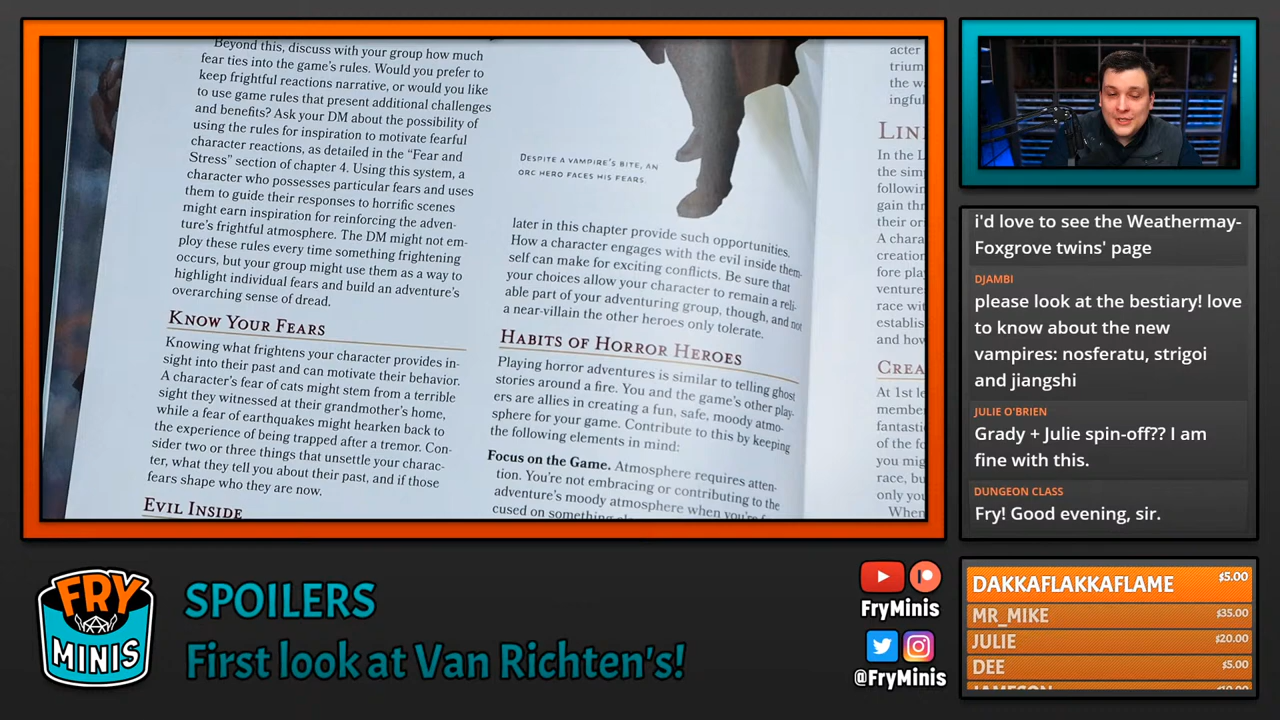 Beyond this, discuss with your group how much
fear ties into the game's rules. Would you prefer to
keep frightful reactions narrative, or would you like
to use game rules that present additional challenges
and benefits? Ask your DM about the possibility of
using the rules for inspiration to motivate fearful
character reactions, as detailed in the "Fear and
Stress" section of chapter 4. Using this system, a
character who possesses particular fears and uses
them to guide their responses to horrific scenes
might earn inspiration for reinforcing the adven-
ture's frightful atmosphere. The DM might not em-
ploy these rules every time something frightening
occurs, but your group might use them as a way to
highlight individual fears and build an adventure's
overarching sense of dread.
Know Your Fears
Knowing what frightens your character provides in-
sight into their past and can motivate their behavior.
A character's fear of cats might stem from a terrible
sight they witnessed at their grandmother's home,
while a fear of earthquakes might hearken back to
the experience of being trapped after a tremor. Con-
sider two or three things that unsettle your charac-
ter, what they tell you about their past, and if those
fears shape who they are now.
Evil Inside
Despite a vampire's bite, an
orc hero faces his fears.
later in this chapter provide such opportunities.
How a character engages with the evil inside them-
self can make for exciting conflicts. Be sure that
your choices allow your character to remain a reli-
able part of your adventuring group, though, and not
a near-villain the other heroes only tolerate.
Habits of Horror Heroes
Playing horror adventures is similar to telling ghost
stories around a fire. You and the game's other play-
ers are allies in creating a fun, safe, moody atmo-
sphere for your game. Contribute to this by keeping
the following elements in mind:
Focus on the Game. Atmosphere requires atten-
tion. You're not embracing or contributing to the
adventure's moody atmosphere when you're
cused on something
acter
trium
the w
ingful
Lin
In the L
the sim
followin
gain thr
their or
A chara
creation
fore pla
venture
race wit
establis
and how
Crea
At 1st le
member
fantastic
of the fo
you mig
race, bu
only you
When
i'd love to see the Weathermay-
Foxgrove twins' page
DJAMBI
please look at the bestiary! love
to know about the new
vampires: nosferatu, strigoi
and jiangshi
JULIE O'BRIEN
Grady + Julie spin-off?? I am
fine with this.
DUNGEON CLASS
Fry! Good evening, sir.
FRY
MINIS
SPOILERS
First look at Van Richten's!
FryMinis
@FryMinis
DAKKAFLAKKAFLAME $5.00
MR_MIKE $35.00
JULIE $20.00
DEE $5.00